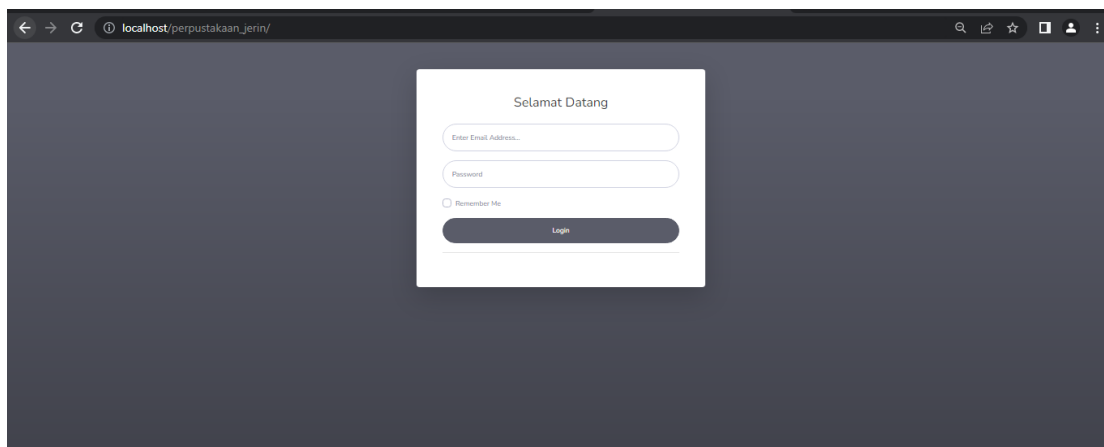 localhost/perpustakaan_jerin/
Selamat Datang
Enter Email Address...
Password
Remember Me
Login